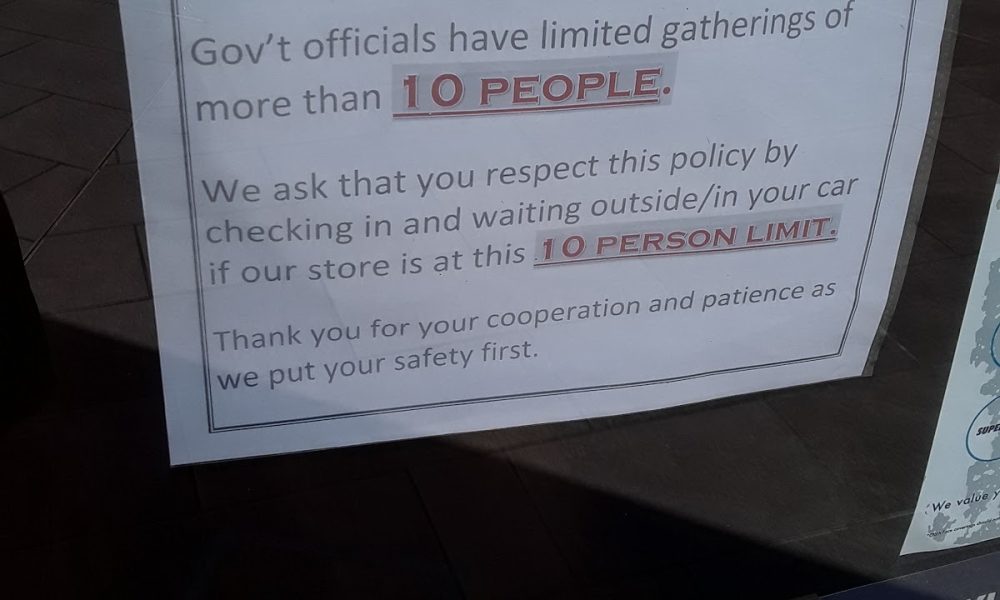 Gov't officials have limited gatherings of
more than 10 PEOPLE.
We ask that you respect this policy by
checking in and waiting outside/in your car
if our store is at this 10 PERSON LIMIT.
Thank you for your cooperation and patience as
we put your safety first.
SUPE
We value y